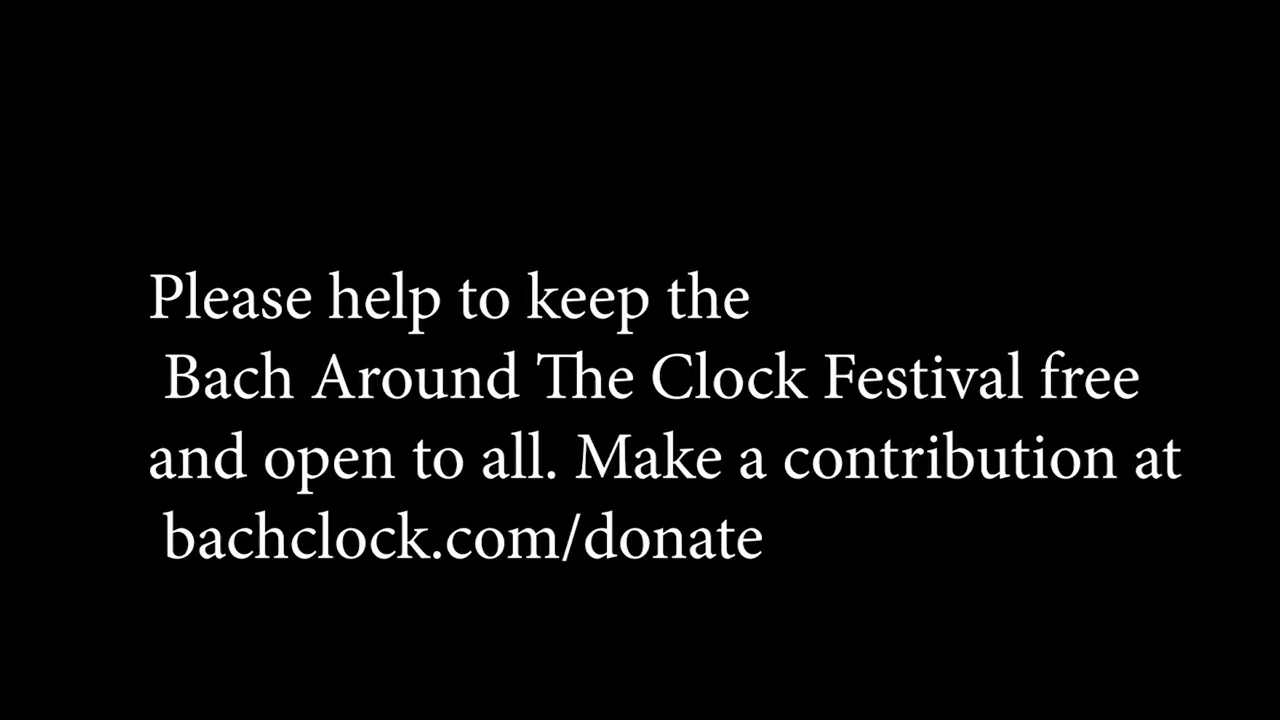 Please help to keep the
Bach Around The Clock Festival free
and open to all. Make a contribution at
bachclock.com/donate